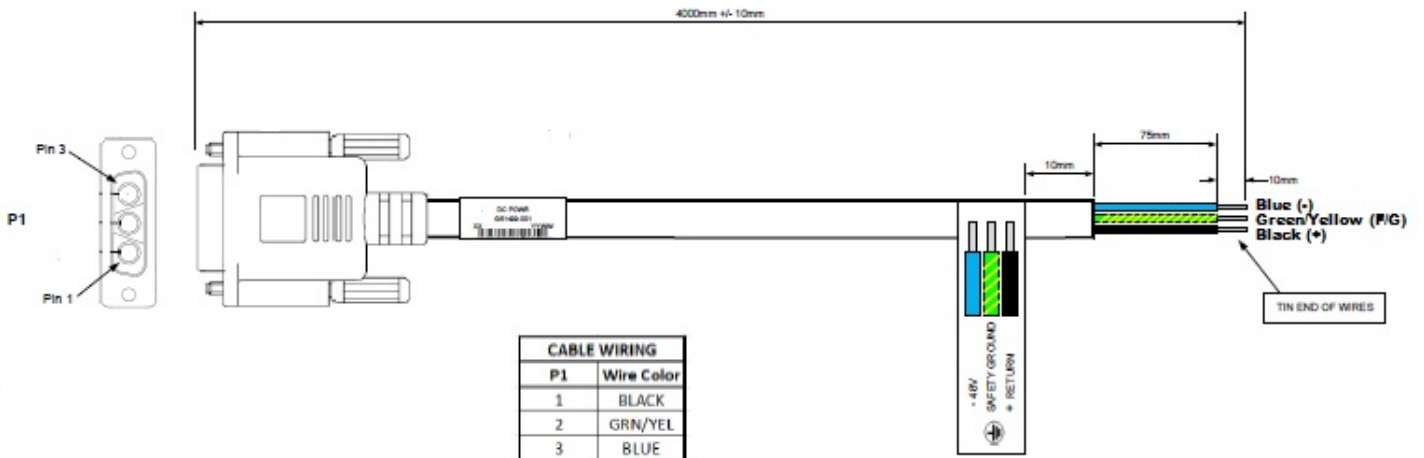 4000mm +/- 10mm
Pin 3
P1
Pin 1
DC POWR
75mm
10mm
10mm
Blue (-)
Green/Yellow (F/G)
Black (+)
TIN END OF WIRES
- 48V
SAFETY GROUND
+ RETURN
CABLE WIRING
P1 Wire Color
1 BLACK
2 GRN/YEL
3 BLUE